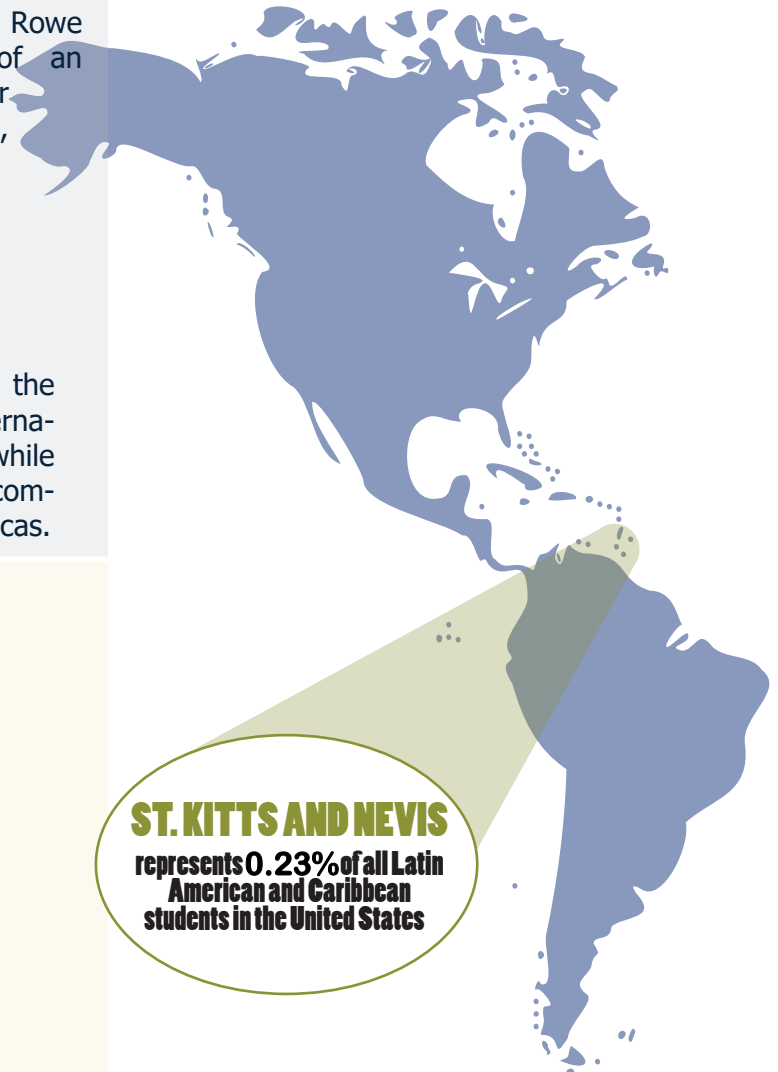 Rowe
of an
r
,
the
erna-
while
com-
cas.
ST. KITTS AND NEVIS
represents 0.23% of all Latin
American and Caribbean
students in the United States